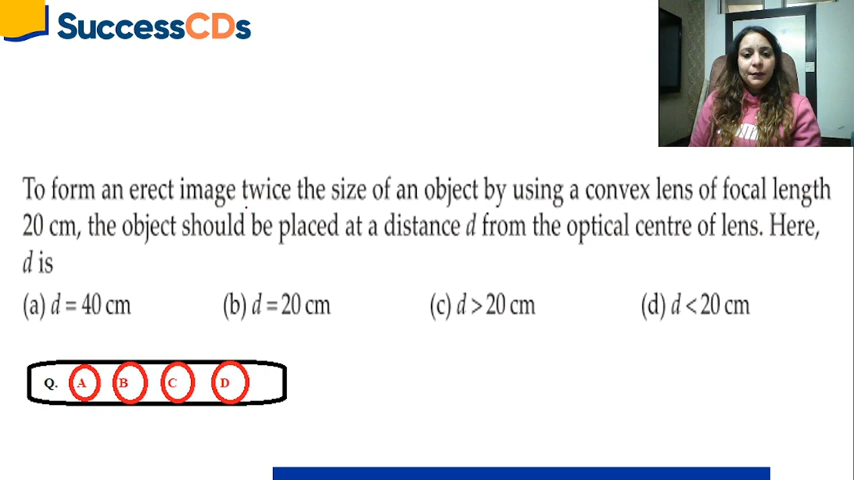 SuccessCDs
To form an erect image twice the size of an object by using a convex lens of focal length
20 cm, the object should be placed at a distance d from the optical centre of lens. Here,
d is
(a) d = 40 cm (b) d = 20 cm (c) d > 20 cm (d) d < 20 cm
Q. A B C D